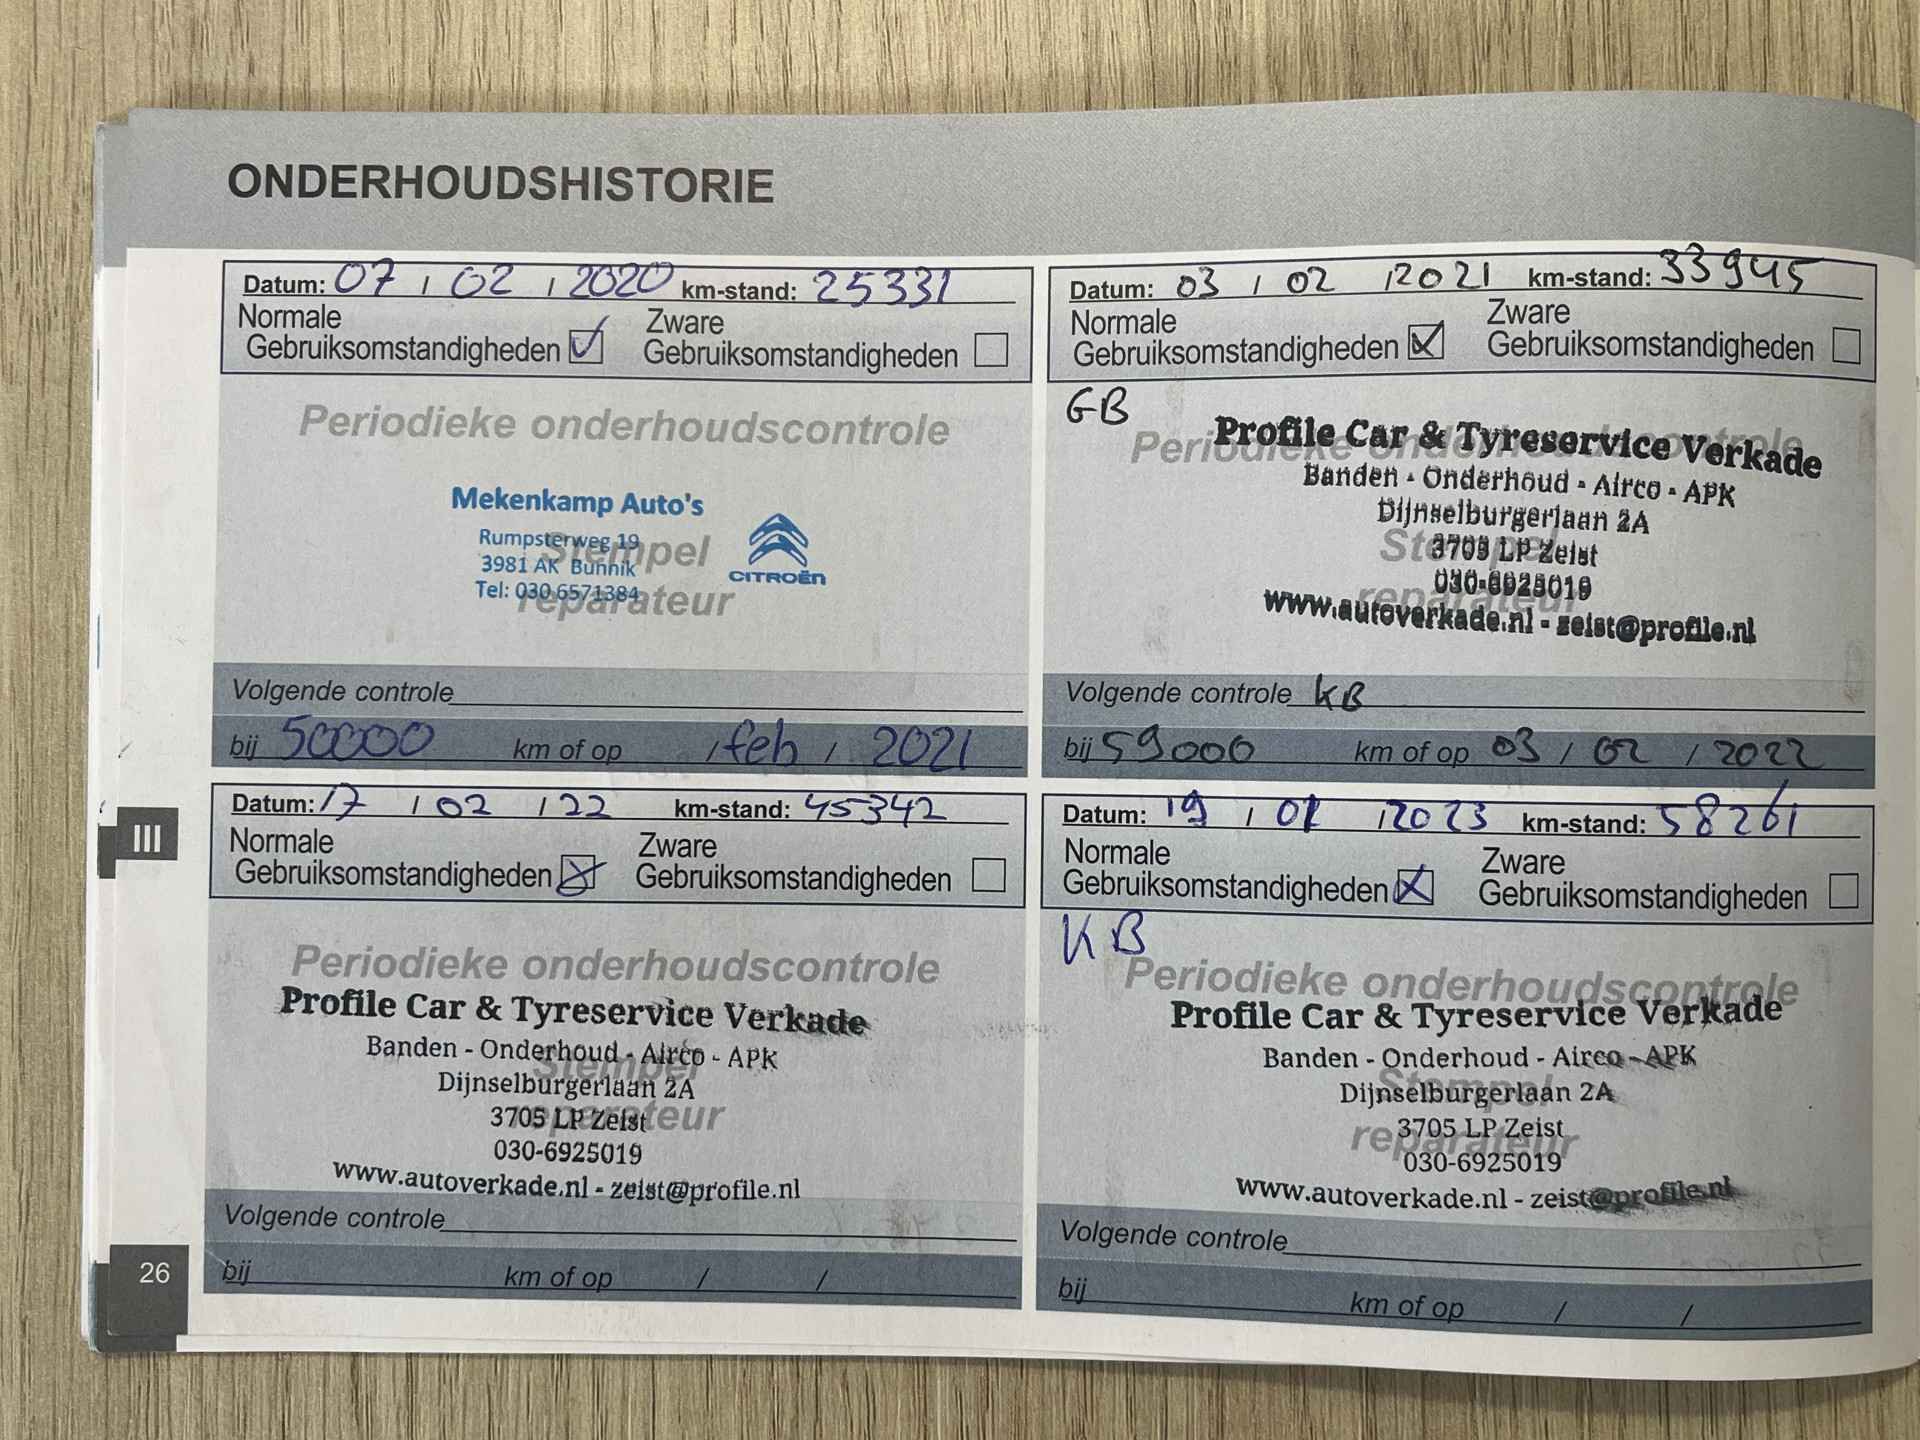 ONDERHOUDSHISTORIE
Datum: 07 / 02 / 2020 km-stand: 25331
Normale Zware
Gebruiksomstandigheden Gebruiksomstandigheden
Periodieke onderhoudscontrole
Mekenkamp Auto's
Rumpsterweg 19
3981 AK Bunnik
Tel: 030 6571384
CITROËN
Stempel
reparateur
Volgende controle
bij 50000 km of op / feb / 2021
Datum: 03 / 02 / 2021 km-stand: 33945
Normale Zware
Gebruiksomstandigheden Gebruiksomstandigheden
GB
Periodieke onderhoudscontrole
Profile Car & Tyreservice Verkade
Banden - Onderhoud - Airco - APK
Dijnselburgerlaan 2A
Stempel
3705 LP Zeist
030-6925019
reparateur
www.autoverkade.nl - zeist@profile.nl
Volgende controle KB
bij 59000 km of op 03 / 02 / 2022
Datum: 17 / 02 / 22 km-stand: 45342
Normale Zware
Gebruiksomstandigheden Gebruiksomstandigheden
Periodieke onderhoudscontrole
Profile Car & Tyreservice Verkade
Banden - Onderhoud - Airco - APK
Stempel
Dijnselburgerlaan 2A
reparateur
3705 LP Zeist
030-6925019
www.autoverkade.nl - zeist@profile.nl
Volgende controle
bij km of op / /
Datum: 19 / 01 / 2023 km-stand: 58261
Normale Zware
Gebruiksomstandigheden Gebruiksomstandigheden
KB
Periodieke onderhoudscontrole
Profile Car & Tyreservice Verkade
Banden - Onderhoud - Airco - APK
Stempel
Dijnselburgerlaan 2A
3705 LP Zeist
reparateur
030-6925019
www.autoverkade.nl - zeist@profile.nl
Volgende controle
bij km of op / /
III
26